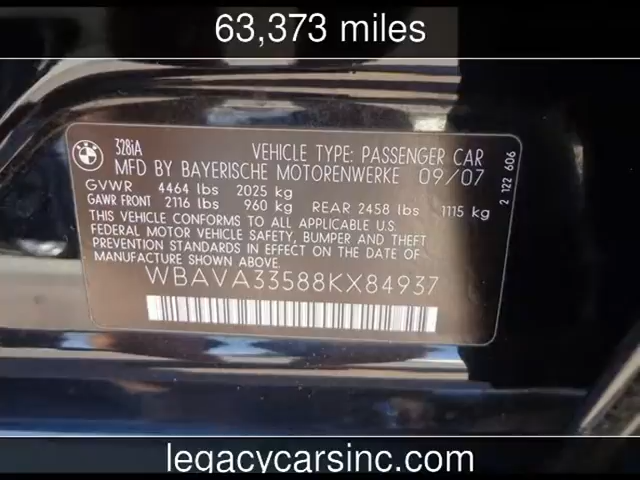 63,373 miles
BMW
328iA
VEHICLE TYPE: PASSENGER CAR
MFD BY BAYERISCHE MOTORENWERKE 09/07
GVWR 4464 lbs 2025 kg
GAWR FRONT 2116 lbs 960 kg REAR 2458 lbs 1115 kg
THIS VEHICLE CONFORMS TO ALL APPLICABLE U.S.
FEDERAL MOTOR VEHICLE SAFETY, BUMPER AND THEFT
PREVENTION STANDARDS IN EFFECT ON THE DATE OF
MANUFACTURE SHOWN ABOVE.
WBAVA33588KX84937
2 122 606
legacycarsinc.com